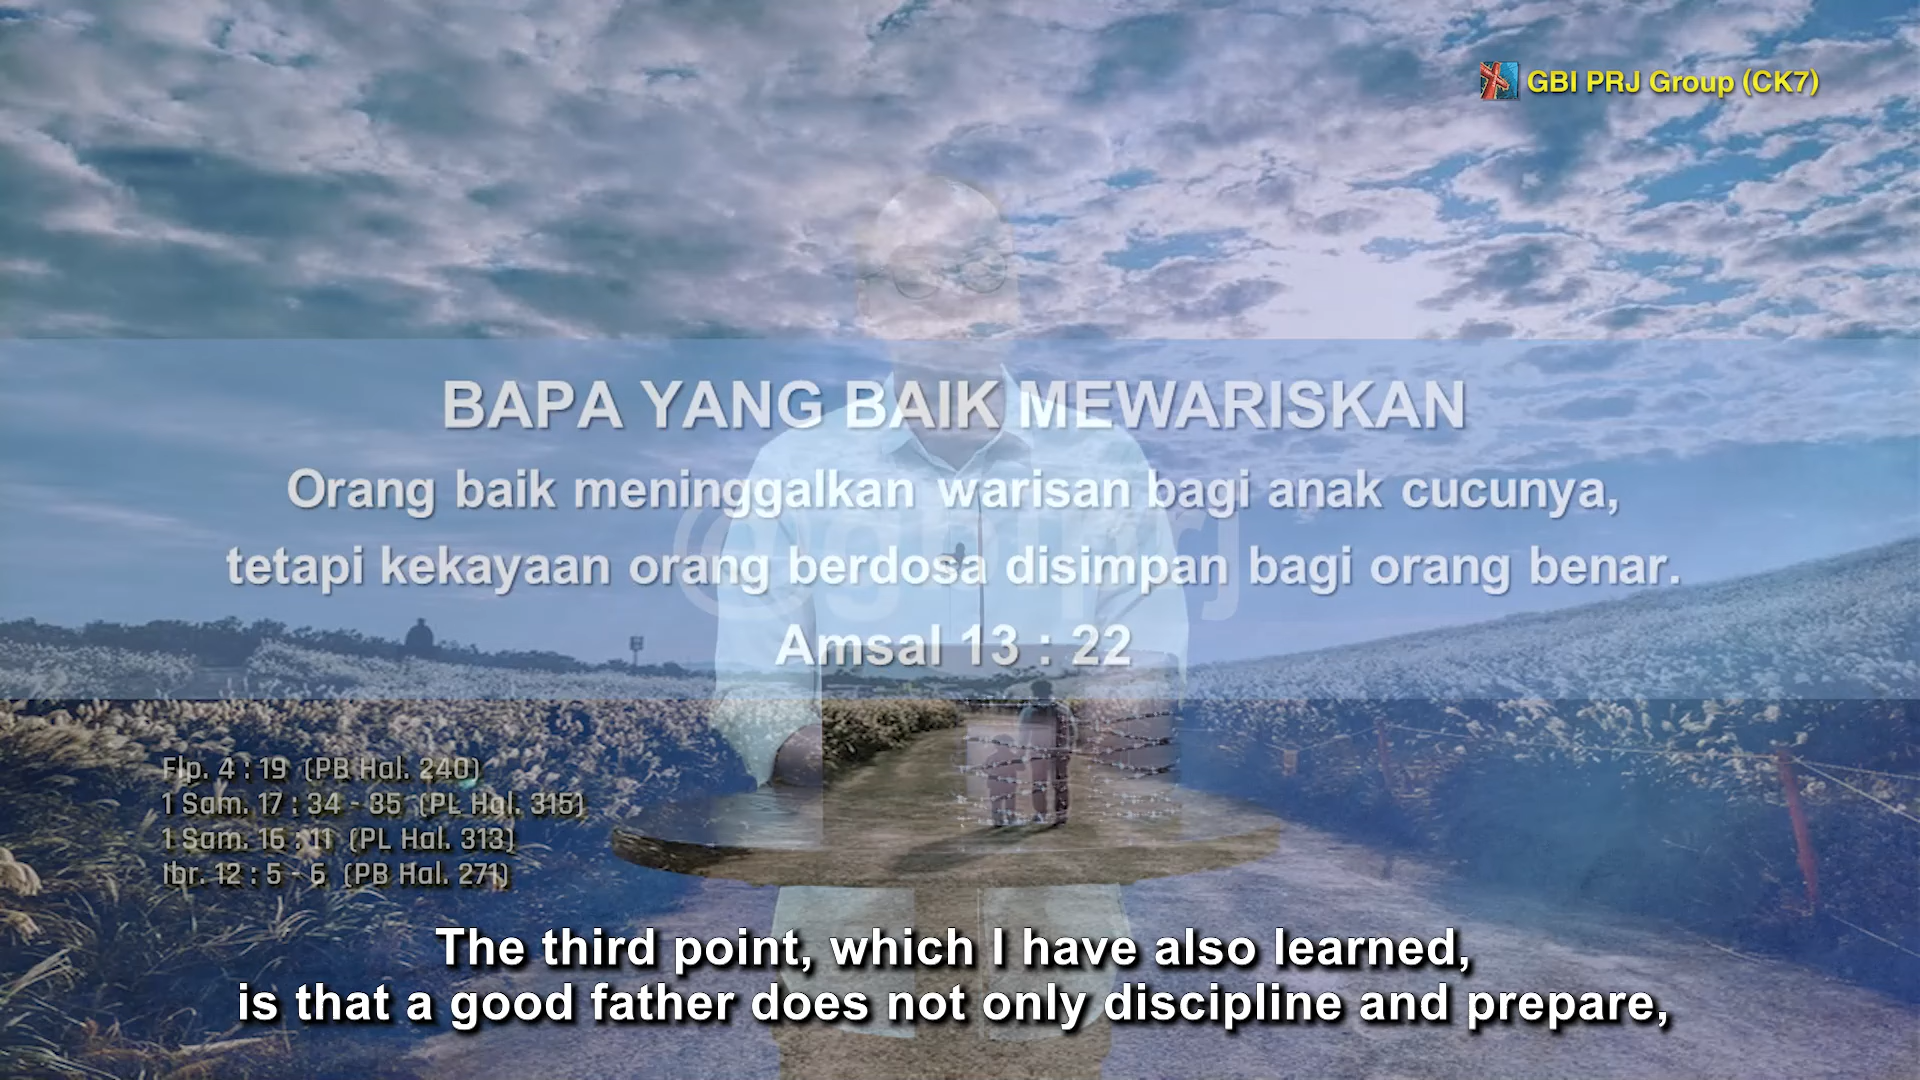 GBI PRJ Group (CK7)
BAPA YANG BAIK MEWARISKAN
Orang baik meninggalkan warisan bagi anak cucunya,
tetapi kekayaan orang berdosa disimpan bagi orang benar.
@gbiprj
Amsal 13 : 22
Flp. 4 : 19 (PB Hal. 240)
1 Sam. 17 : 34 - 35 (PL Hal. 315)
1 Sam. 16 : 11 (PL Hal. 313)
Ibr. 12 : 5 - 6 (PB Hal. 271)
The third point, which I have also learned,
is that a good father does not only discipline and prepare,